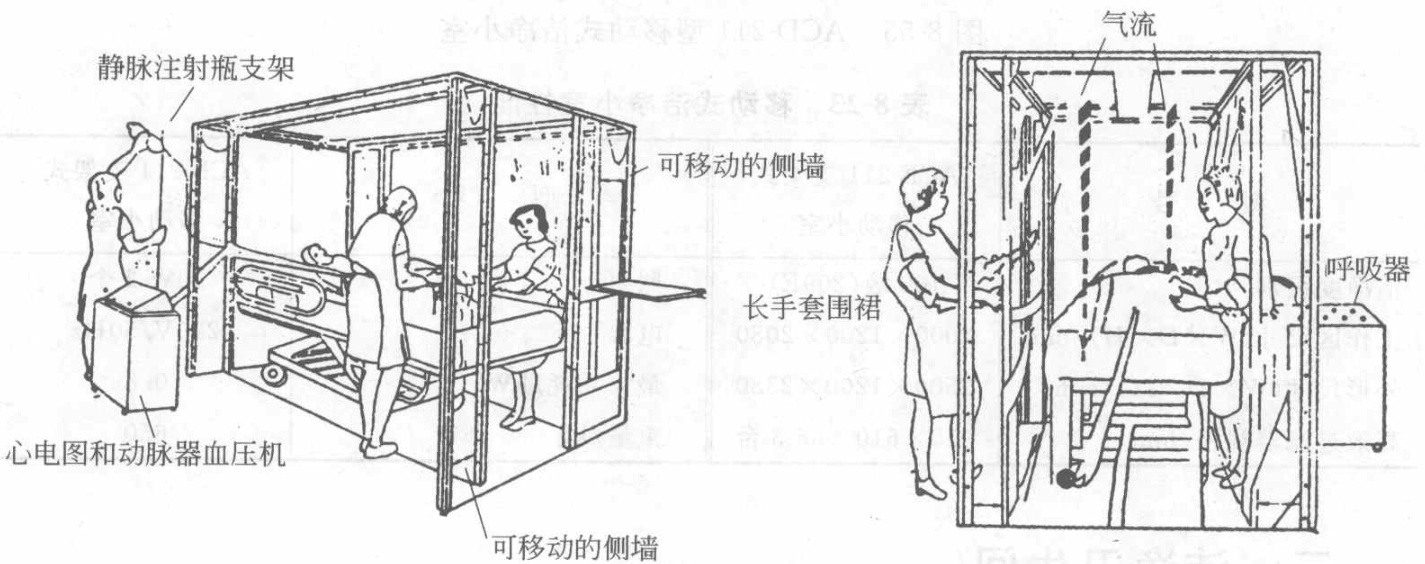 静脉注射瓶支架
可移动的侧墙
心电图和动脉器血压机
可移动的侧墙
气流
长手套围裙
呼吸器